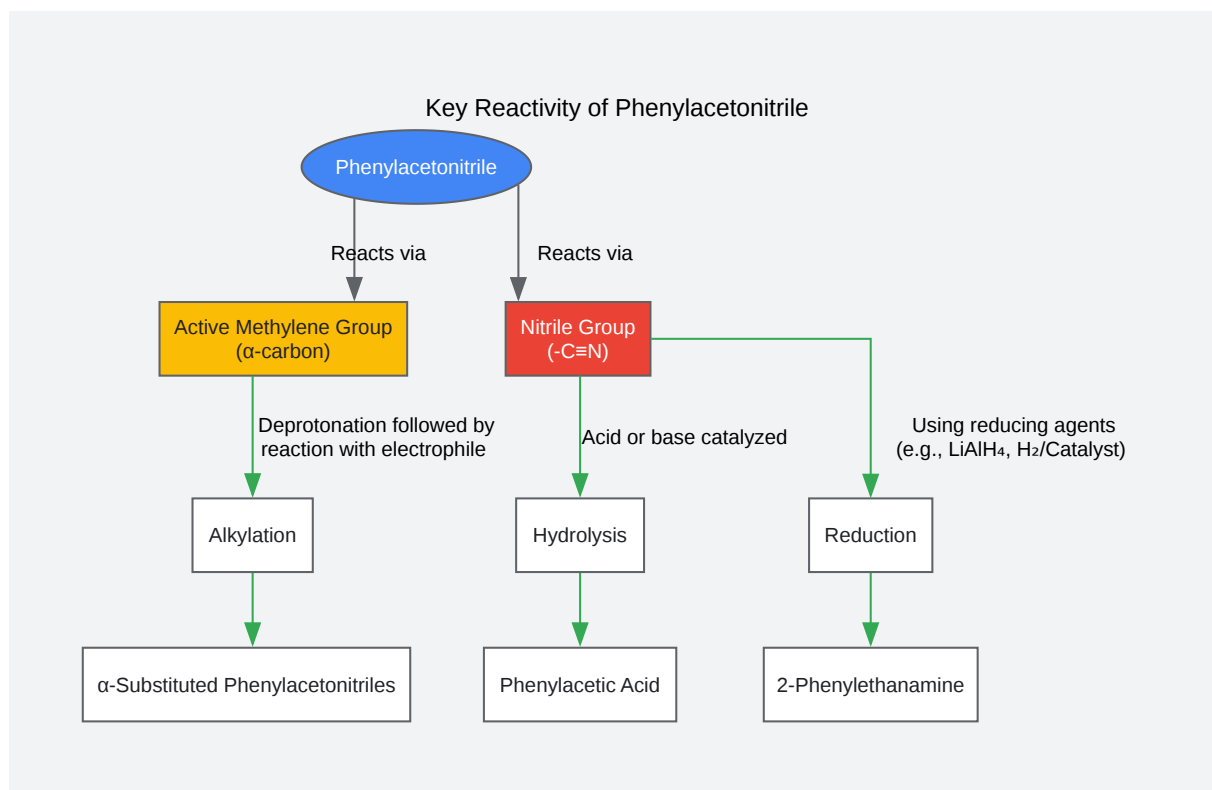 Key Reactivity of Phenylacetonitrile
Phenylacetonitrile
Reacts via
Reacts via
Active Methylene Group
(α-carbon)
Nitrile Group
(-C≡N)
Deprotonation followed by
reaction with electrophile
Acid or base catalyzed
Using reducing agents
(e.g., LiAlH₄, H₂/Catalyst)
Alkylation
Hydrolysis
Reduction
α-Substituted Phenylacetonitriles
Phenylacetic Acid
2-Phenylethanamine